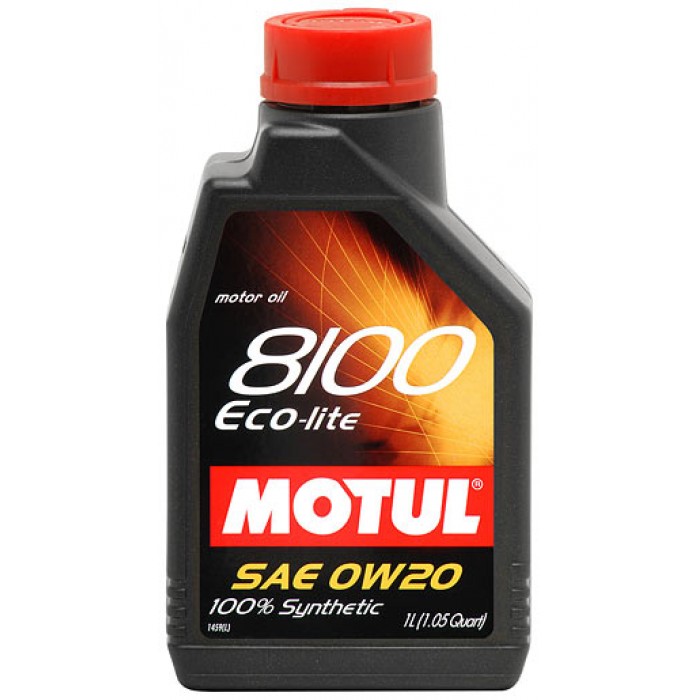 motor oil
8100
Eco-lite
MOTUL®
SAE 0W20
100% Synthetic
1L (1.05 Quart)